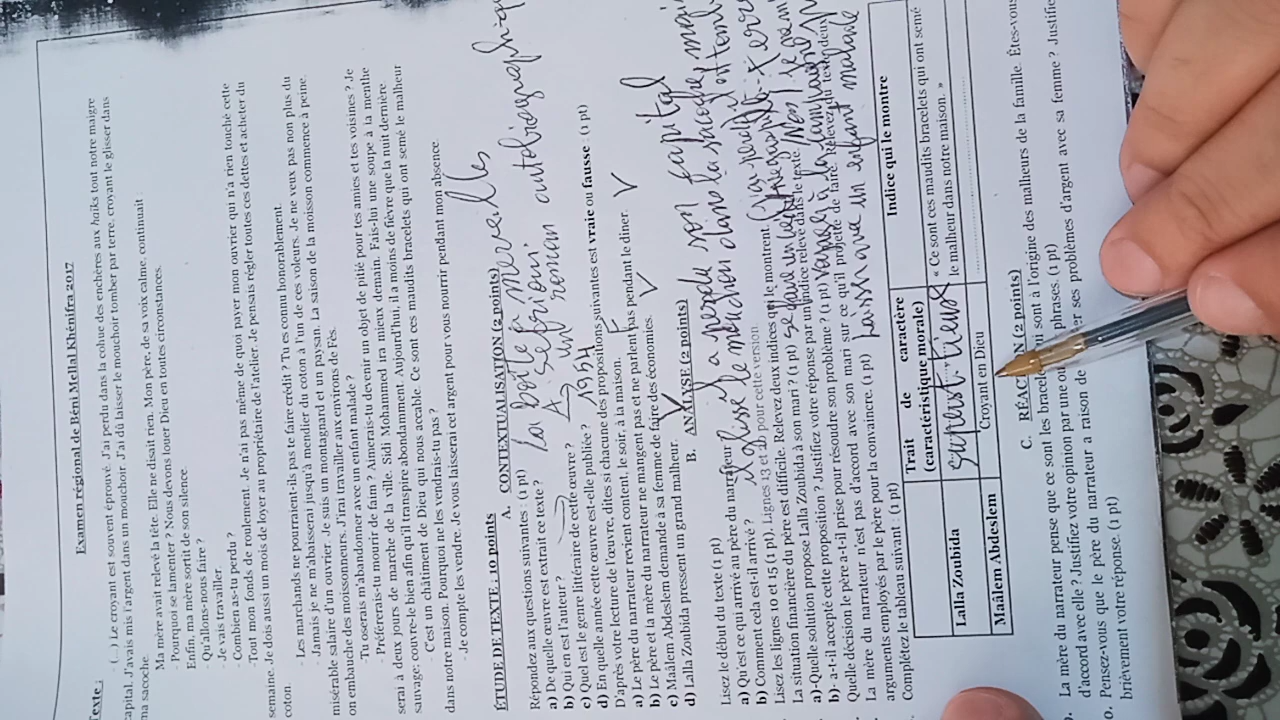 Examen régional de Béni Mellal Khénifra 2017
Texte :
(...) Le croyant est souvent éprouvé. J'ai perdu dans la cohue des enchères aux haïks tout notre maigre
capital. J'avais mis l'argent dans un mouchoir. J'ai dû laisser le mouchoir tomber par terre, croyant le glisser dans
ma sacoche.
Ma mère avait relevé la tête. Elle ne disait rien. Mon père, de sa voix calme, continuait :
- Pourquoi se lamenter ? Nous devons louer Dieu en toutes circonstances.
Enfin, ma mère sortit de son silence.
- Qu'allons-nous faire ?
- Je vais travailler.
- Combien as-tu perdu ?
- Tout mon fonds de roulement. Je n'ai pas même de quoi payer mon ouvrier qui n'a rien touché cette
semaine. Je dois aussi un mois de loyer au propriétaire de l'atelier. Je pensais régler toutes ces dettes et acheter du
coton.
- Les marchands ne pourraient-ils pas te faire crédit ? Tu es connu honorablement.
- Jamais je ne m'abaisserai jusqu'à mendier du coton à l'un de ces voleurs. Je ne veux pas non plus du
misérable salaire d'un ouvrier. Je suis un montagnard et un paysan. La saison de la moisson commence à peine,
on embauche des moissonneurs. J'irai travailler aux environs de Fès.
- Tu oserais m'abandonner avec un enfant malade ?
- Préférerais-tu mourir de faim ? Aimerais-tu devenir un objet de pitié pour tes amies et tes voisines ? Je
serai à deux jours de marche de la ville. Sidi Mohammed ira mieux demain. Fais-lui une soupe à la menthe
sauvage; couvre-le bien afin qu'il transpire abondamment. Aujourd'hui, il a moins de fièvre que la nuit dernière.
- C'est un châtiment de Dieu qui nous accable. Ce sont ces maudits bracelets qui ont semé le malheur
dans notre maison. Pourquoi ne les vendrais-tu pas ?
- Je compte les vendre. Je vous laisserai cet argent pour vous nourrir pendant mon absence.
ÉTUDE DE TEXTE : 10 points
A. CONTEXTUALISATION (2 points)
Répondez aux questions suivantes : (1 pt)
a) De quelle œuvre est extrait ce texte ? La boîte à merveilles
b) Qui en est l'auteur ? A. Sefrioui
c) Quel est le genre littéraire de cette œuvre ? un roman autobiographique
d) En quelle année cette œuvre est-elle publiée ? 1954
D'après votre lecture de l'œuvre, dites si chacune des propositions suivantes est vraie ou fausse : (1 pt)
a) Le père du narrateur revient content, le soir, à la maison. F
b) Le père et la mère du narrateur ne mangent pas et ne parlent pas pendant le dîner. V
c) Maâlem Abdeslem demande à sa femme de faire des économies. V
d) Lalla Zoubida pressent un grand malheur. V
B. ANALYSE (2 points)
Lisez le début du texte (1 pt)
a) Qu'est ce qui arrivé au père du narrateur il a perdu son capital
b) Comment cela est-il arrivé ? glissé le mouchoir dans la sacoche mais
Lisez les lignes 10 et 15 (1 pt). Lignes 13 et 2b pour cette version.
La situation financière du père est difficile. Relevez deux indices qui le montrent.
a)-Quelle solution propose Lalla Zoubida à son mari ? (1 pt)
b)- a-t-il accepté cette proposition ? Justifiez votre réponse par un indice relevé dans le texte. Non
Quelle décision le père a-t-il prise pour résoudre son problème ? (1 pt) à la campagne
La mère du narrateur n'est pas d'accord avec son mari sur ce qu'il projette de faire. Relevez du texte deux
arguments employés par le père pour la convaincre. (1 pt) un enfant malade
Complétez le tableau suivant : (1 pt)
Trait de caractère (caractéristique morale) Indice qui le montre
Lalla Zoubida superstitieuse « Ce sont ces maudits bracelets qui ont semé
le malheur dans notre maison. »
Maâlem Abdeslem Croyant en Dieu
C. RÉACTION (2 points)
La mère du narrateur pense que ce sont les bracelets qui sont à l'origine des malheurs de la famille. Êtes-vous
d'accord avec elle ? Justifiez votre opinion par une ou phrases. (1 pt)
Pensez-vous que le père du narrateur a raison de ses problèmes d'argent avec sa femme ? Justifie
brièvement votre réponse. (1 pt)